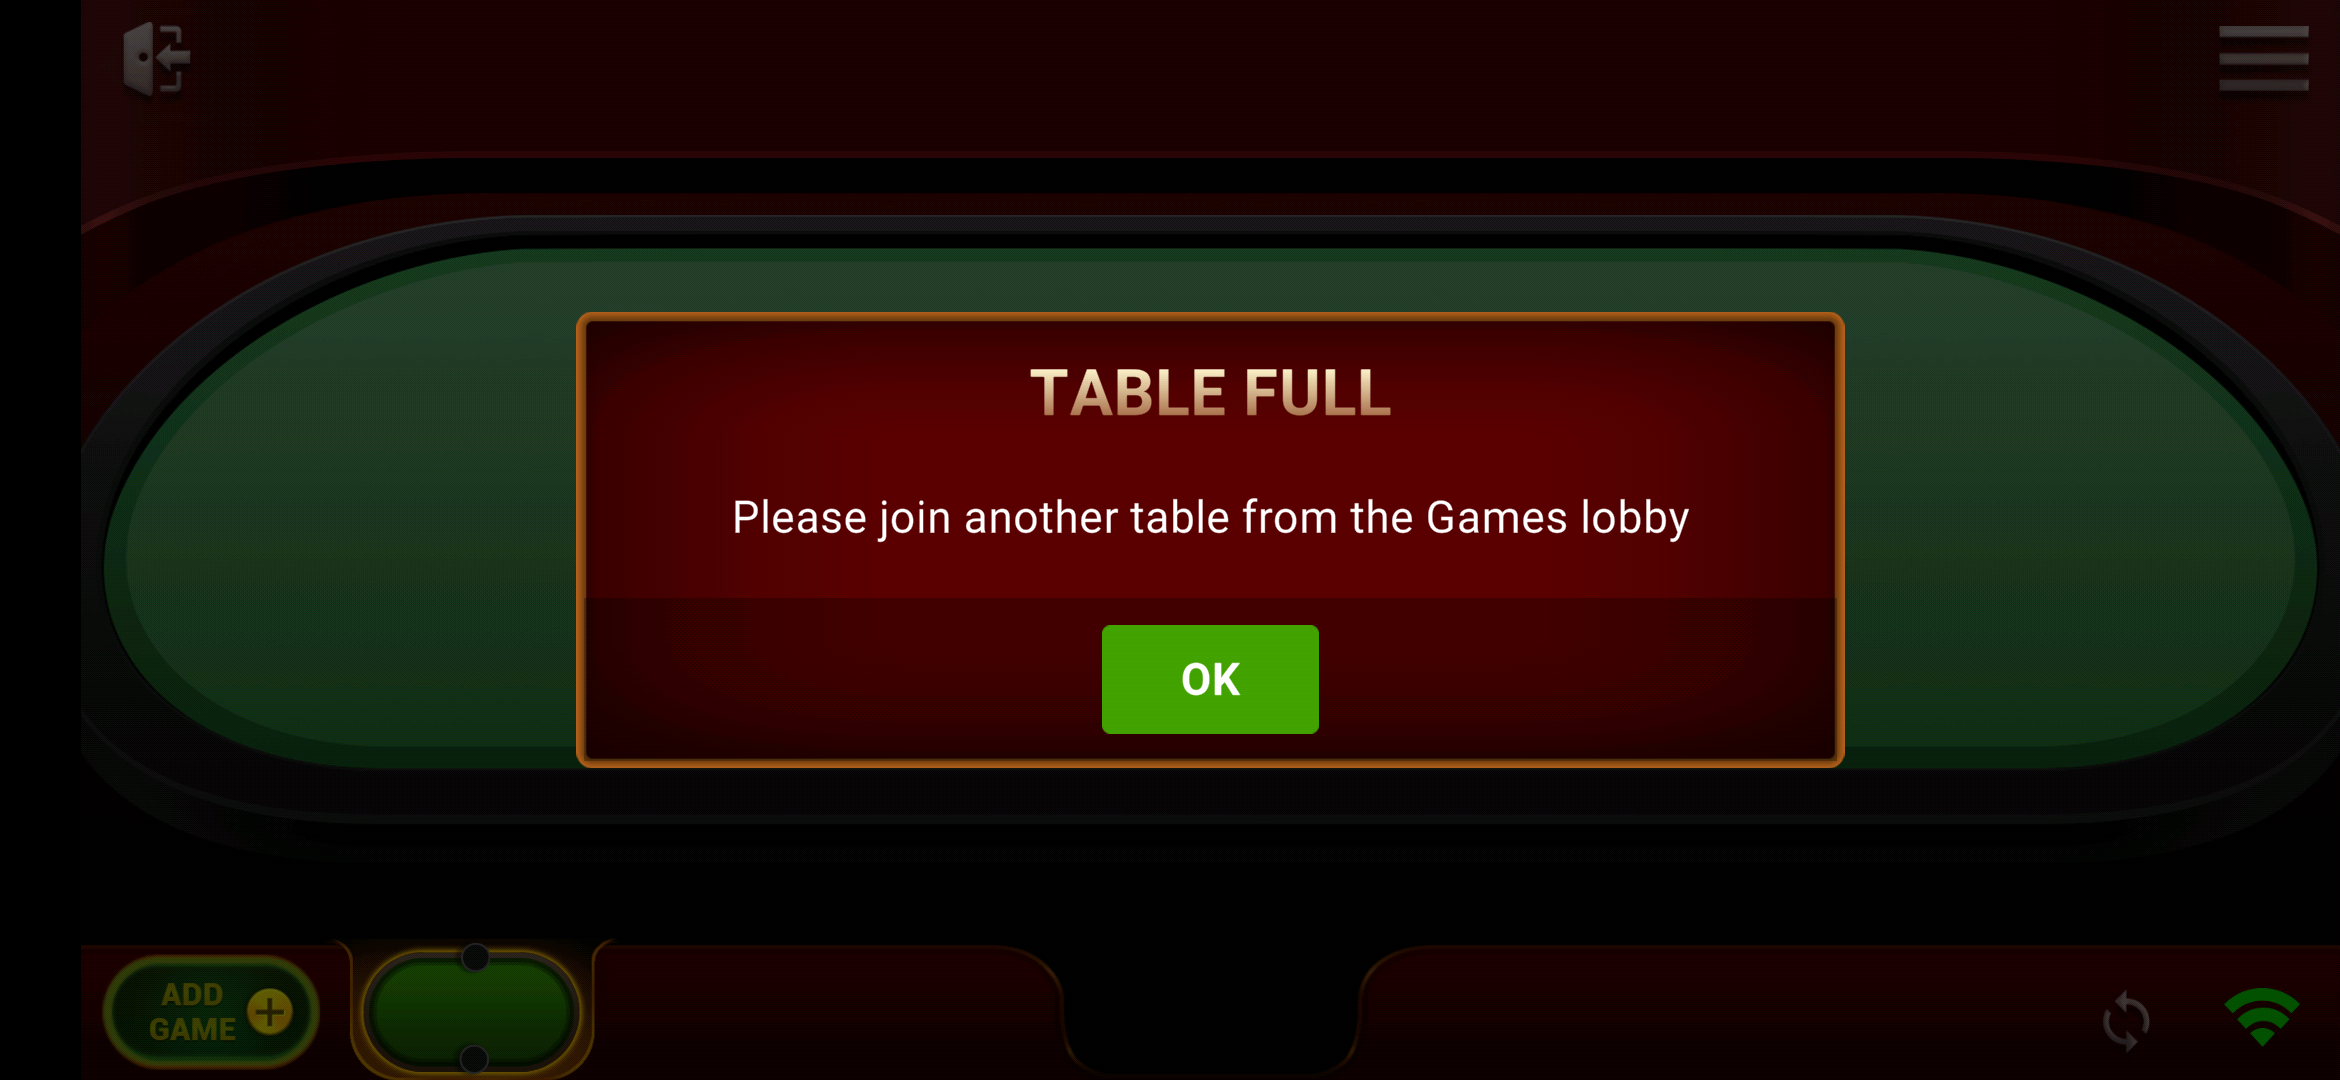 TABLE FULL
Please join another table from the Games lobby
OK
ADD
GAME